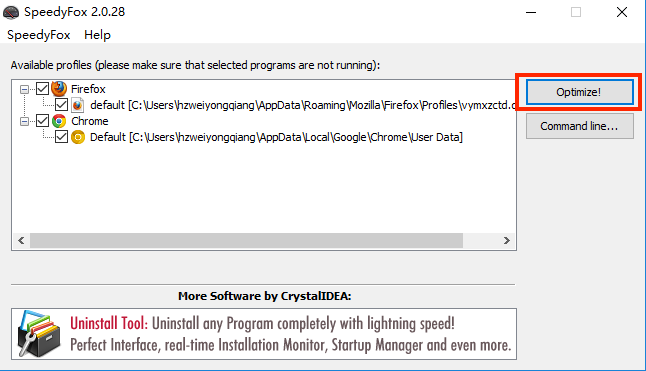 SpeedyFox 2.0.28
SpeedyFox Help
Available profiles (please make sure that selected programs are not running):
Firefox
default [C:\Users\hzweiyongqiang\AppData\Roaming\Mozilla\Firefox\Profiles\vymxzctd.c
Chrome
Default [C:\Users\hzweiyongqiang\AppData\Local\Google\Chrome\User Data]
Optimize!
Command line...
More Software by CrystalIDEA:
Uninstall Tool: Uninstall any Program completely with lightning speed!
Perfect Interface, real-time Installation Monitor, Startup Manager and even more.